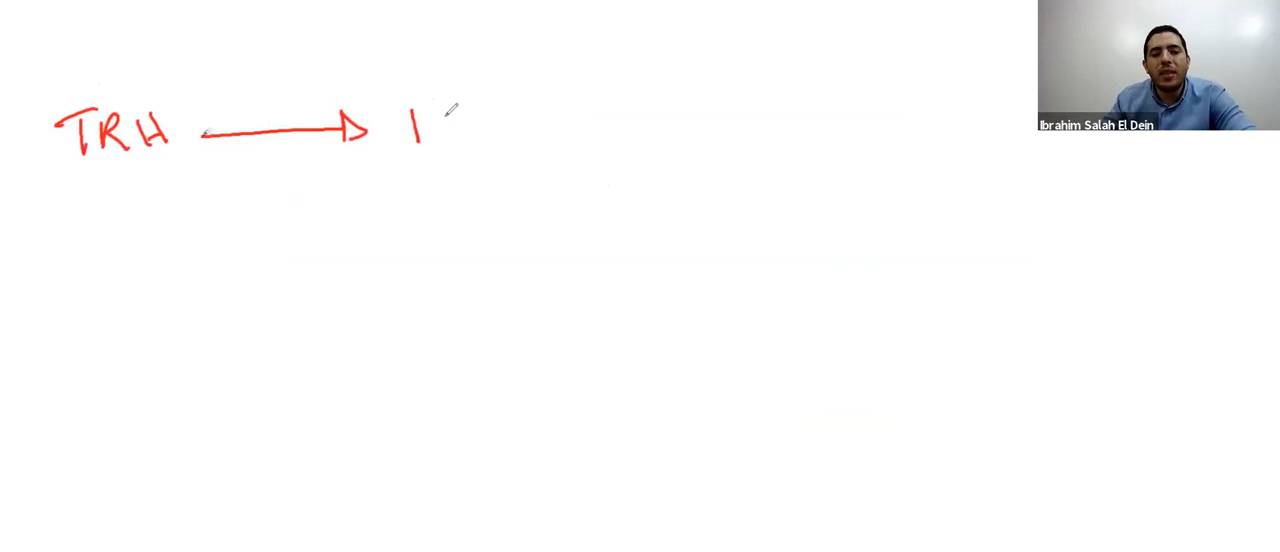 TRH → I
Ibrahim Salah El Dein